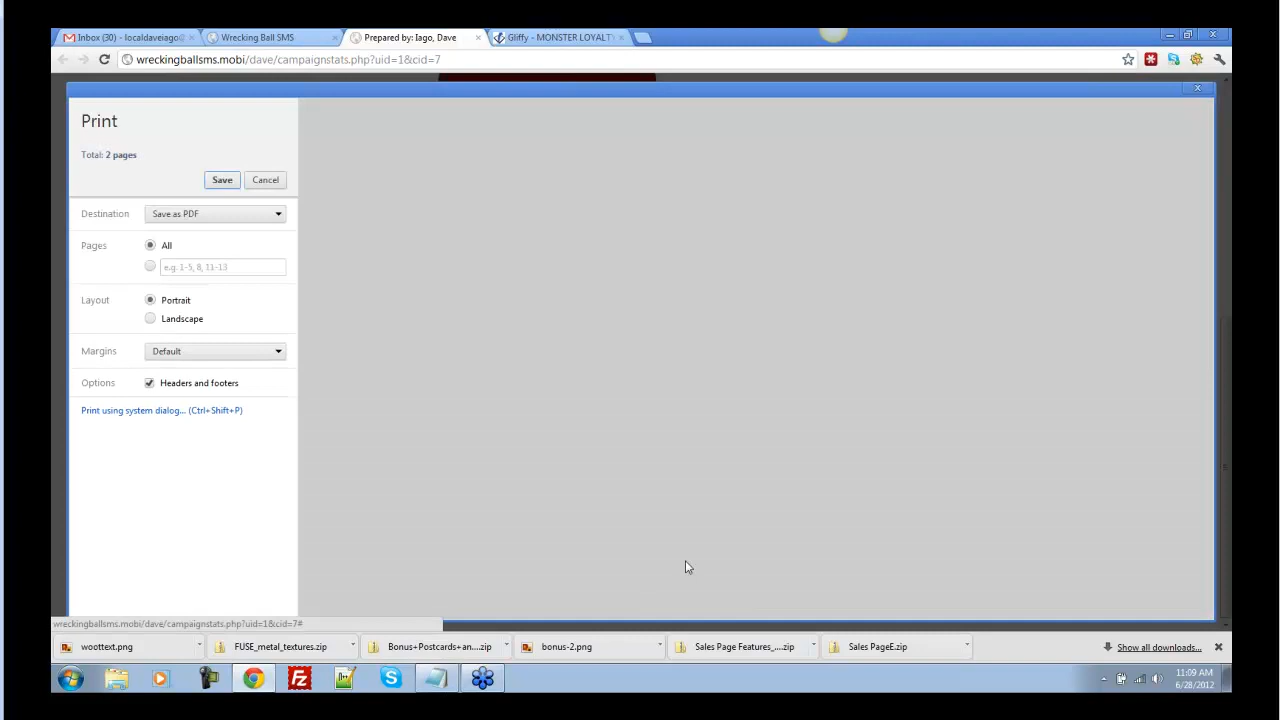 Inbox (30) - localdaveiago@
Wrecking Ball SMS
Prepared by: Iago, Dave
Gliffy - MONSTER LOYALTY
wreckingballsms.mobi/dave/campaignstats.php?uid=1&cid=7
Print
Total: 2 pages
Save
Cancel
Destination
Save as PDF
Pages
All
e.g. 1-5, 8, 11-13
Layout
Portrait
Landscape
Margins
Default
Options
Headers and footers
Print using system dialog... (Ctrl+Shift+P)
wreckingballsms.mobi/dave/campaignstats.php?uid=1&cid=7#
woottext.png
FUSE_metal_textures.zip
Bonus+Postcards+an....zip
bonus-2.png
Sales Page Features_....zip
Sales PageE.zip
Show all downloads...
11:09 AM
6/28/2012